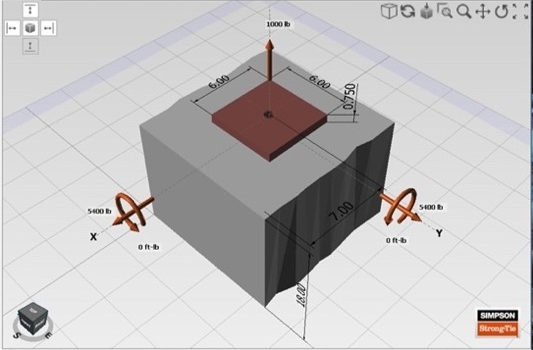 1000 lb
6.00
6.00
0.750
5400 lb
5400 lb
7.00
X
Y
0 ft-lb
0 ft-lb
18.00
S
E
SIMPSON
Strong-Tie